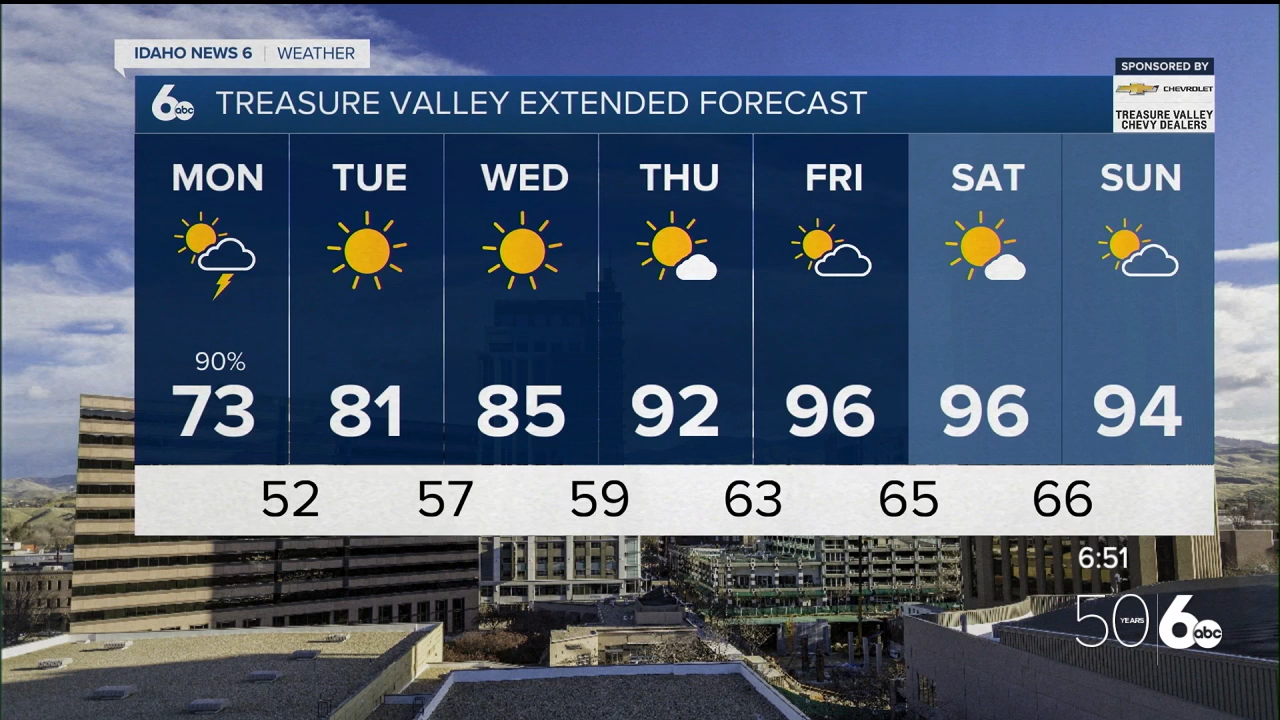 IDAHO NEWS 6 | WEATHER
SPONSORED BY
CHEVROLET
TREASURE VALLEY
CHEVY DEALERS
6abc TREASURE VALLEY EXTENDED FORECAST
MON TUE WED THU FRI SAT SUN
90%
73 81 85 92 96 96 94
52 57 59 63 65 66
6:51
50 YEARS 6abc